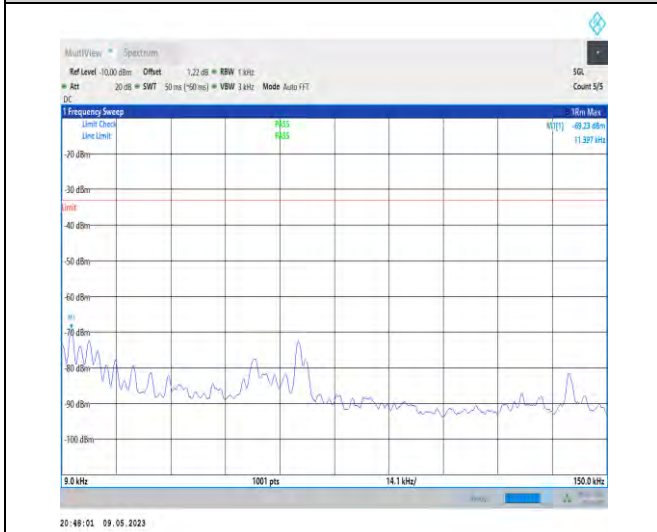 MultiView Spectrum
Ref Level -10.00 dBm Offset 1.22 dB RBW 1 kHz SGL
Att 20 dB SWT 50 ms (~50 ms) VBW 3 kHz Mode Auto FFT Count 5/5
DC
1 Frequency Sweep 1Rm Max
Limit Check PASS M1[1] -69.23 dBm
Line Limit PASS 11.397 kHz
-20 dBm
-30 dBm
Limit
-40 dBm
-50 dBm
-60 dBm
M1
-70 dBm
-80 dBm
-90 dBm
-100 dBm
9.0 kHz 1001 pts 14.1 kHz/ 150.0 kHz
20:48:01 09.05.2023